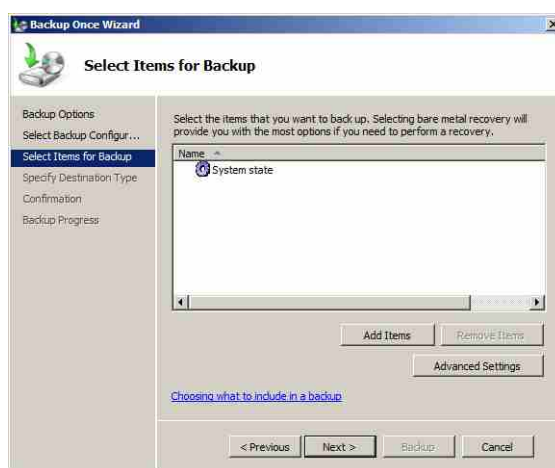 Backup Once Wizard
Select Items for Backup
Backup Options
Select Backup Configur...
Select Items for Backup
Specify Destination Type
Confirmation
Backup Progress
Select the items that you want to back up. Selecting bare metal recovery will
provide you with the most options if you need to perform a recovery.
Name
System state
Add Items
Remove Items
Advanced Settings
Choosing what to include in a backup
< Previous
Next >
Backup
Cancel